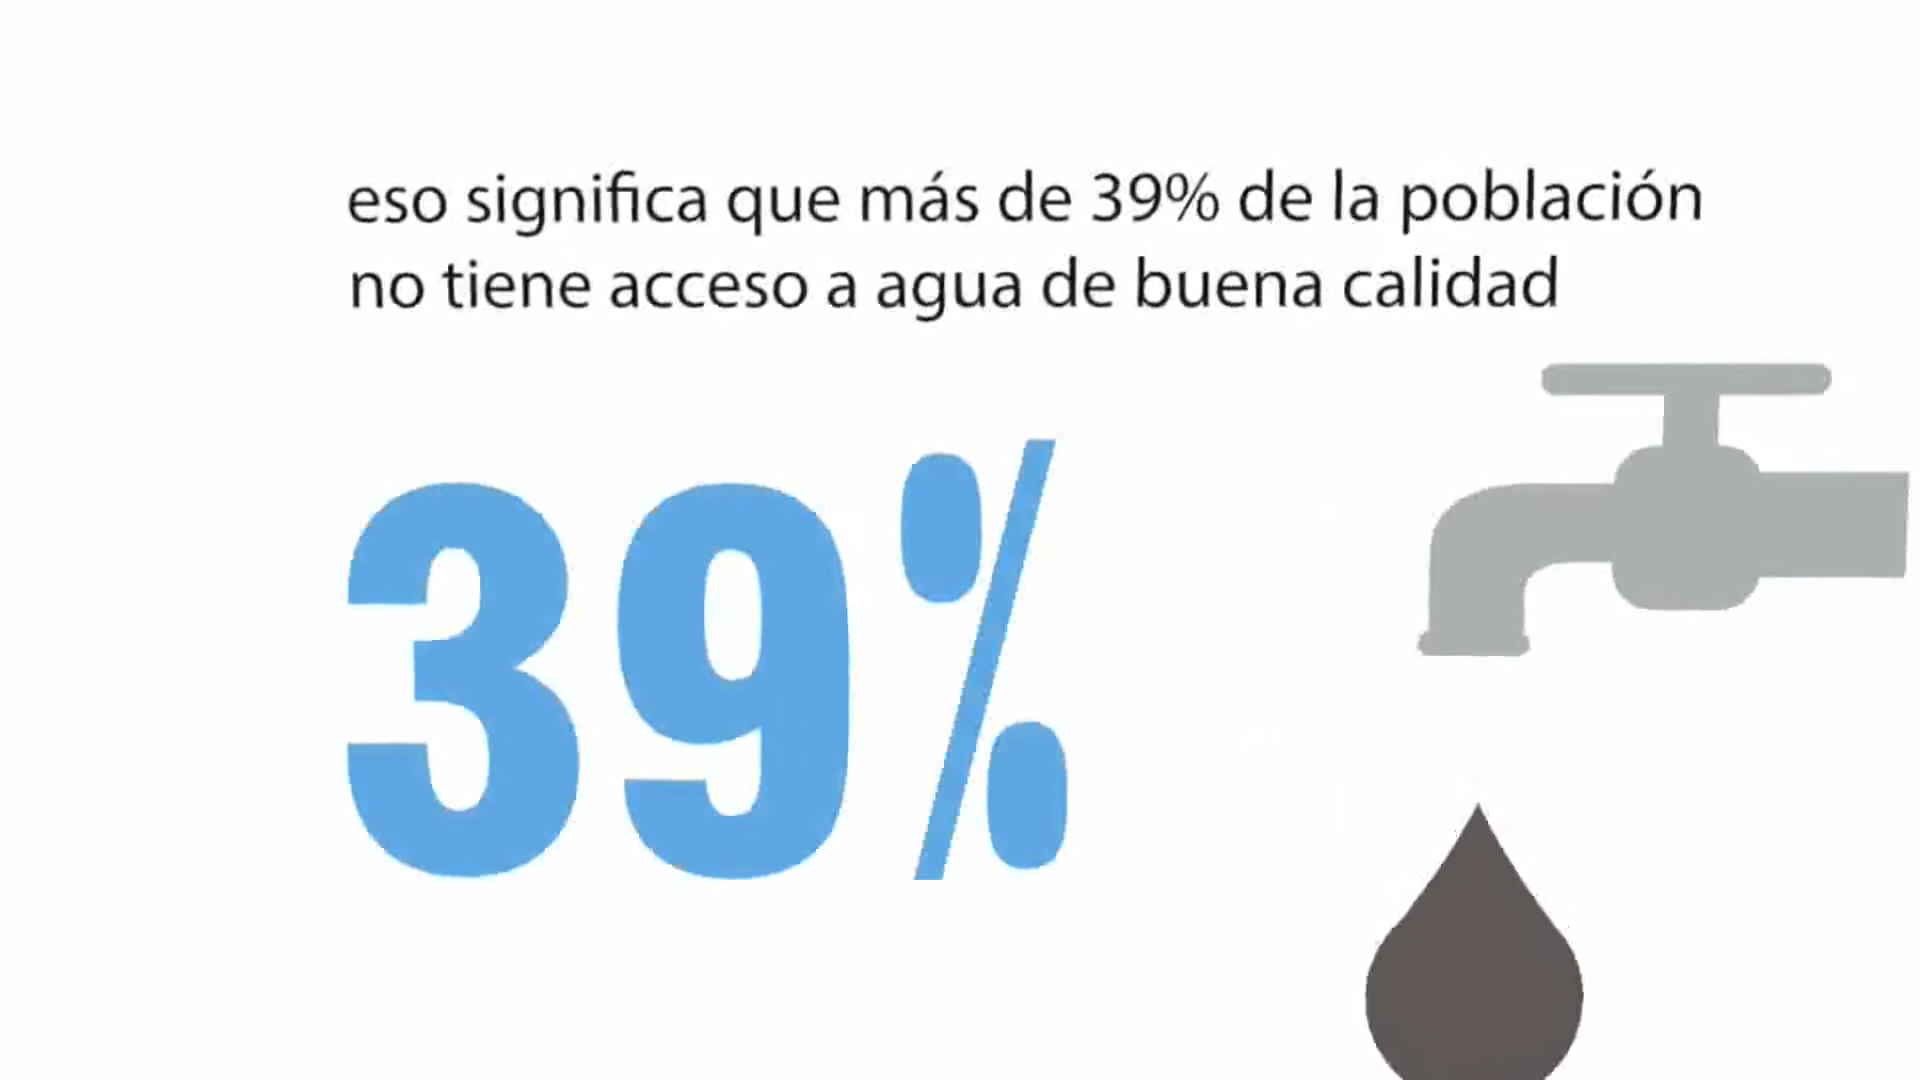 eso significa que más de 39% de la población
no tiene acceso a agua de buena calidad
39%